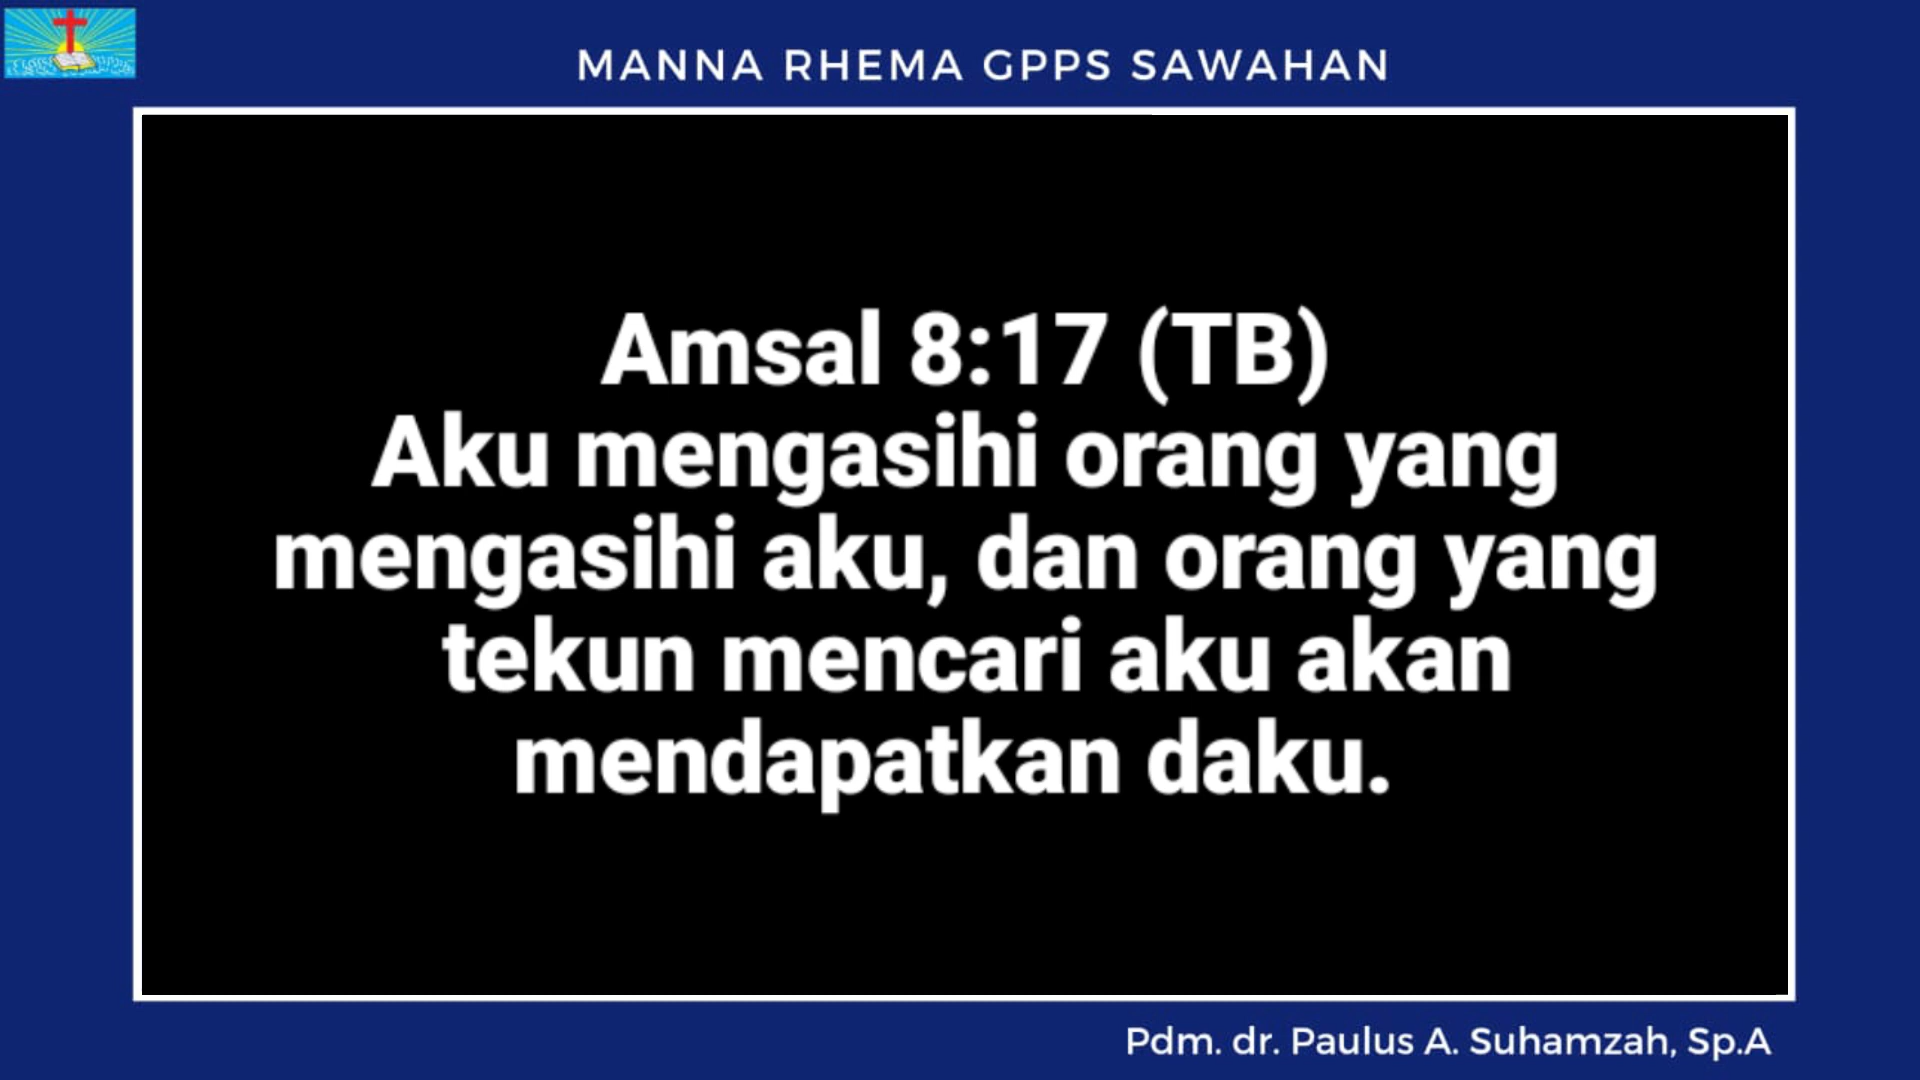 MANNA RHEMA GPPS SAWAHAN
Amsal 8:17 (TB)
Aku mengasihi orang yang
mengasihi aku, dan orang yang
tekun mencari aku akan
mendapatkan daku.
Pdm. dr. Paulus A. Suhamzah, Sp.A